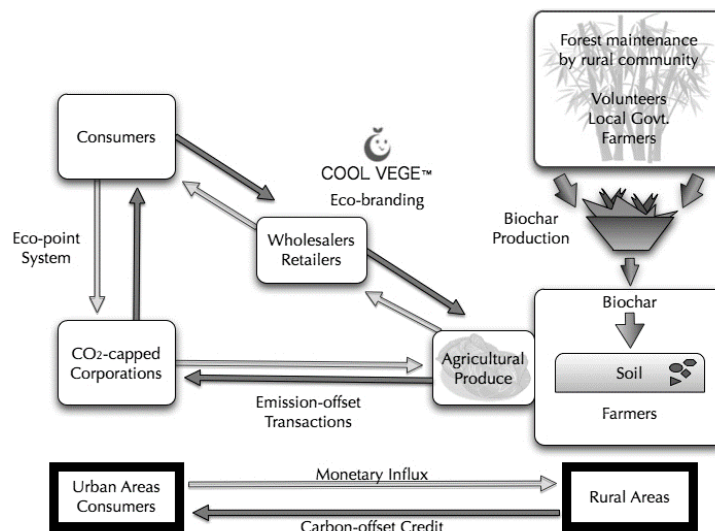 Forest maintenance
by rural community
Volunteers
Local Govt.
Farmers
Consumers
COOL VEGE™
Eco-branding
Biochar
Production
Eco-point
System
Wholesalers
Retailers
Biochar
CO₂-capped
Corporations
Agricultural
Produce
Soil
Farmers
Emission-offset
Transactions
Monetary Influx
Urban Areas
Consumers
Rural Areas
Carbon-offset Credit